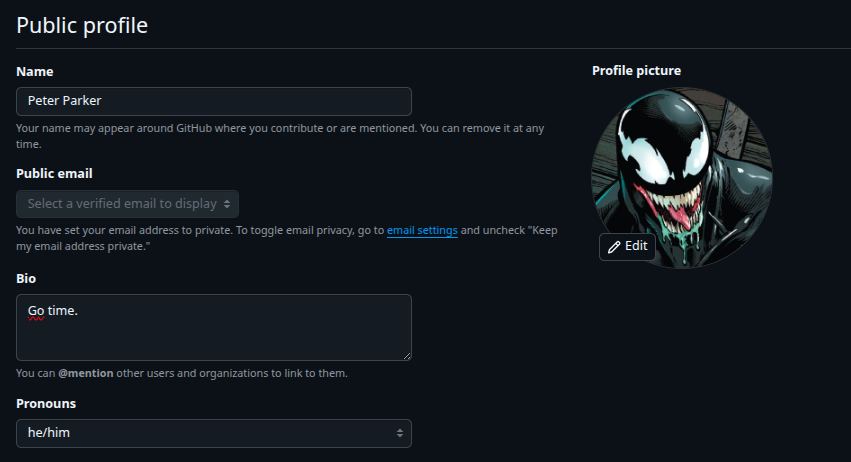 Public profile
Name
Peter Parker
Your name may appear around GitHub where you contribute or are mentioned. You can remove it at any
time.
Public email
Select a verified email to display
You have set your email address to private. To toggle email privacy, go to email settings and uncheck "Keep
my email address private."
Bio
Go time.
You can @mention other users and organizations to link to them.
Pronouns
he/him
Profile picture
Edit